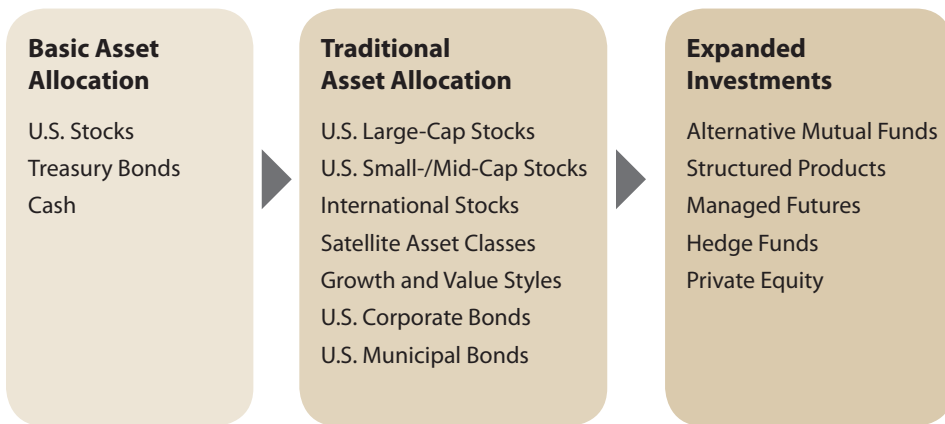 Basic Asset
Allocation
U.S. Stocks
Treasury Bonds
Cash
Traditional
Asset Allocation
U.S. Large-Cap Stocks
U.S. Small-/Mid-Cap Stocks
International Stocks
Satellite Asset Classes
Growth and Value Styles
U.S. Corporate Bonds
U.S. Municipal Bonds
Expanded
Investments
Alternative Mutual Funds
Structured Products
Managed Futures
Hedge Funds
Private Equity